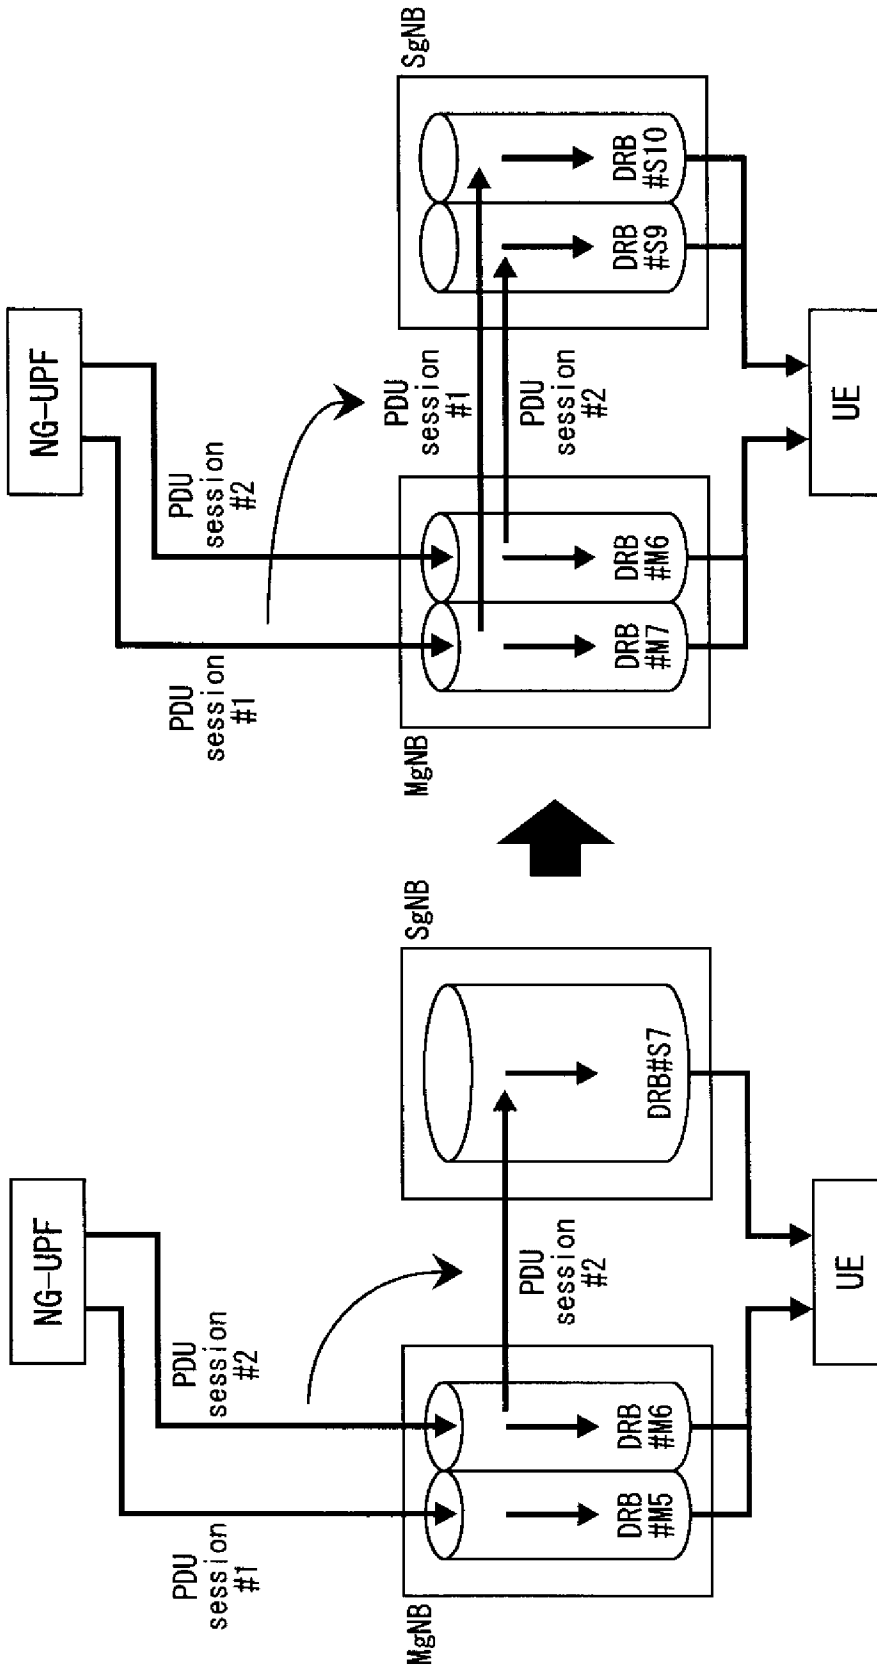 NG-UPF
PDU
session
#1
PDU
session
#2
MgNB
DRB
#M5
DRB
#M6
PDU
session
#2
SgNB
DRB#S7
UE
NG-UPF
PDU
session
#1
PDU
session
#2
MgNB
DRB
#M7
DRB
#M6
PDU
session
#1
PDU
session
#2
SgNB
DRB
#S9
DRB
#S10
UE